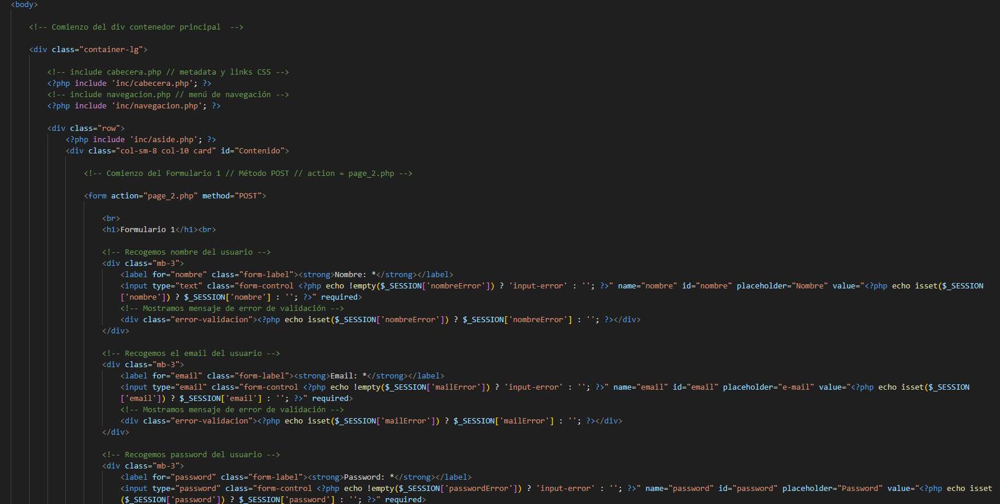 <body>
<!-- Comienzo del div contenedor principal  -->
<div class="container-lg">
<!-- include cabecera.php // metadata y links CSS -->
<?php include 'inc/cabecera.php'; ?>
<!-- include navegacion.php // menú de navegación -->
<?php include 'inc/navegacion.php'; ?>
<div class="row">
<?php include 'inc/aside.php'; ?>
<div class="col-sm-8 col-10 card" id="Contenido">
<!-- Comienzo del Formulario 1 // Método POST // action = page_2.php -->
<form action="page_2.php" method="POST">
<br>
<h1>Formulario 1</h1><br>
<!-- Recogemos nombre del usuario -->
<div class="mb-3">
<label for="nombre" class="form-label"><strong>Nombre: *</strong></label>
<input type="text" class="form-control <?php echo !empty($_SESSION['nombreError']) ? 'input-error' : ''; ?>" name="nombre" id="nombre" placeholder="Nombre" value="<?php echo isset($_SESSION
['nombre']) ? $_SESSION['nombre'] : ''; ?>" required>
<!-- Mostramos mensaje de error de validación -->
<div class="error-validacion"><?php echo isset($_SESSION['nombreError']) ? $_SESSION['nombreError'] : ''; ?></div>
</div>
<!-- Recogemos el email del usuario -->
<div class="mb-3">
<label for="email" class="form-label"><strong>Email: *</strong></label>
<input type="email" class="form-control <?php echo !empty($_SESSION['mailError']) ? 'input-error' : ''; ?>" name="email" id="email" placeholder="e-mail" value="<?php echo isset($_SESSION
['email']) ? $_SESSION['email'] : ''; ?>" required>
<!-- Mostramos mensaje de error de validación -->
<div class="error-validacion"><?php echo isset($_SESSION['mailError']) ? $_SESSION['mailError'] : ''; ?></div>
</div>
<!-- Recogemos password del usuario -->
<div class="mb-3">
<label for="password" class="form-label"><strong>Password: *</strong></label>
<input type="password" class="form-control <?php echo !empty($_SESSION['passwordError']) ? 'input-error' : ''; ?>" name="password" id="password" placeholder="Password" value="<?php echo isset
($_SESSION['password']) ? $_SESSION['password'] : ''; ?>" required>